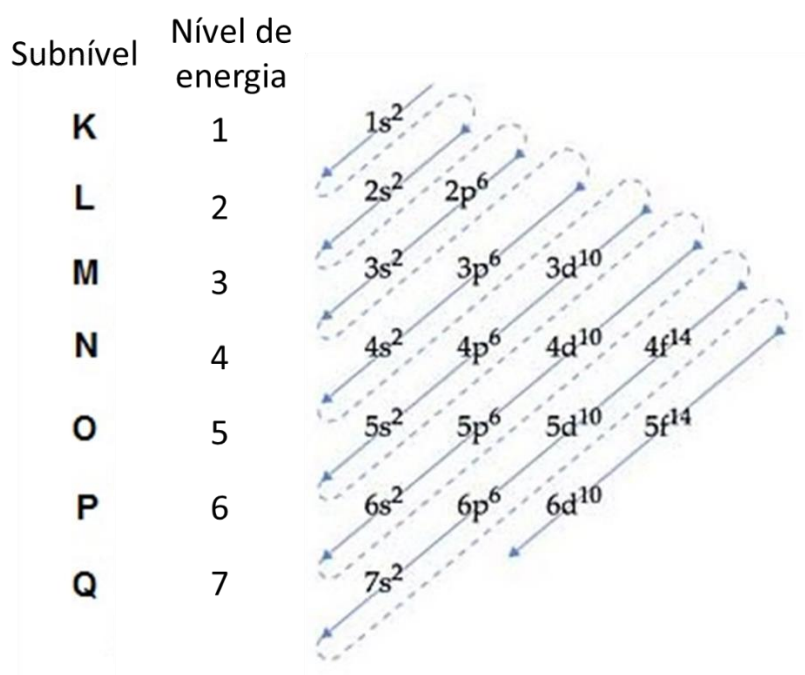 Subnível Nível de
energia
K 1 1s²
L 2 2s² 2p⁶
M 3 3s² 3p⁶ 3d¹⁰
N 4 4s² 4p⁶ 4d¹⁰ 4f¹⁴
O 5 5s² 5p⁶ 5d¹⁰ 5f¹⁴
P 6 6s² 6p⁶ 6d¹⁰
Q 7 7s²